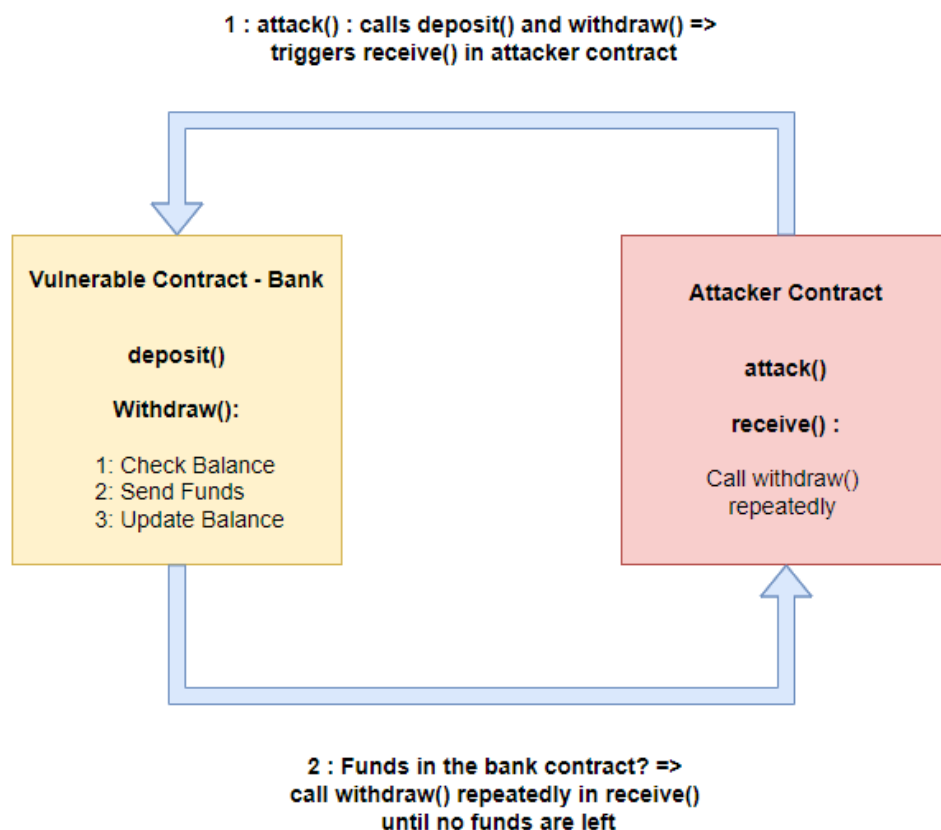 1 : attack() : calls deposit() and withdraw() =>
triggers receive() in attacker contract
Vulnerable Contract - Bank
deposit()
Withdraw():
1: Check Balance
2: Send Funds
3: Update Balance
Attacker Contract
attack()
receive() :
Call withdraw()
repeatedly
2 : Funds in the bank contract? =>
call withdraw() repeatedly in receive()
until no funds are left